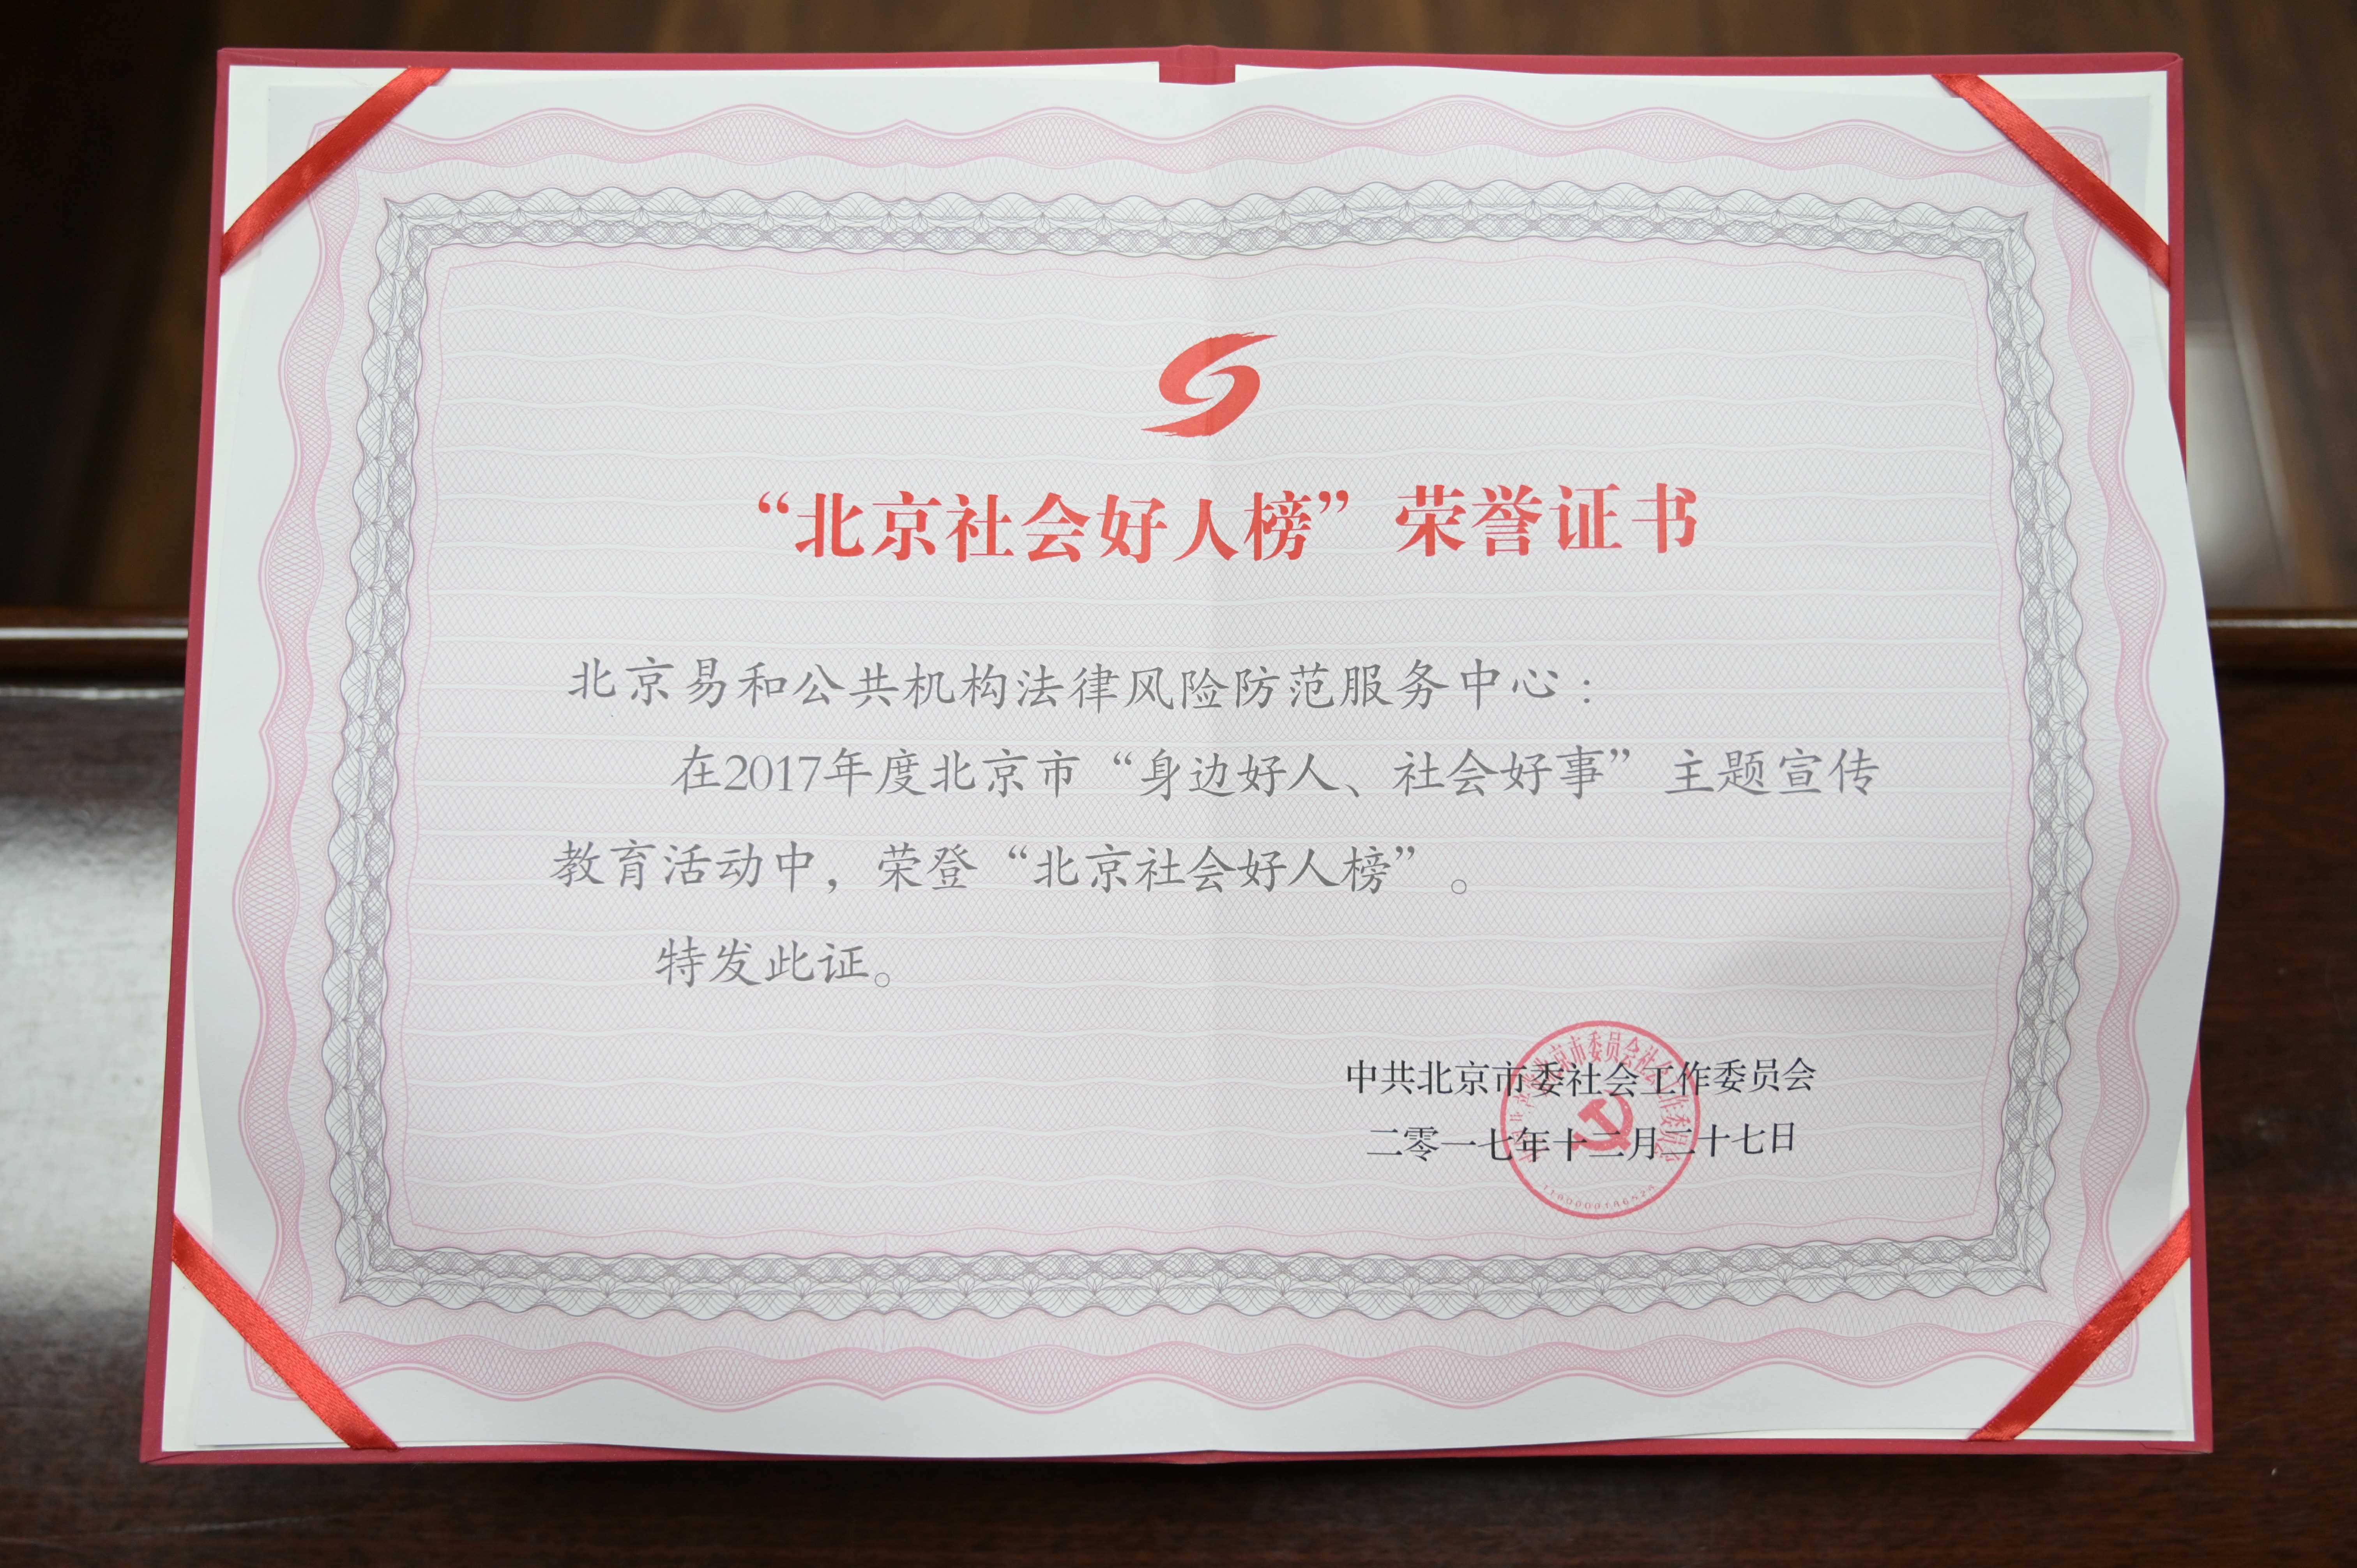 “北京社会好人榜”荣誉证书
北京易和公共机构法律风险防范服务中心：
在2017年度北京市“身边好人、社会好事”主题宣传
教育活动中，荣登“北京社会好人榜”。
特发此证。
中共北京市委社会工作委员会
二零一七年十二月二十七日